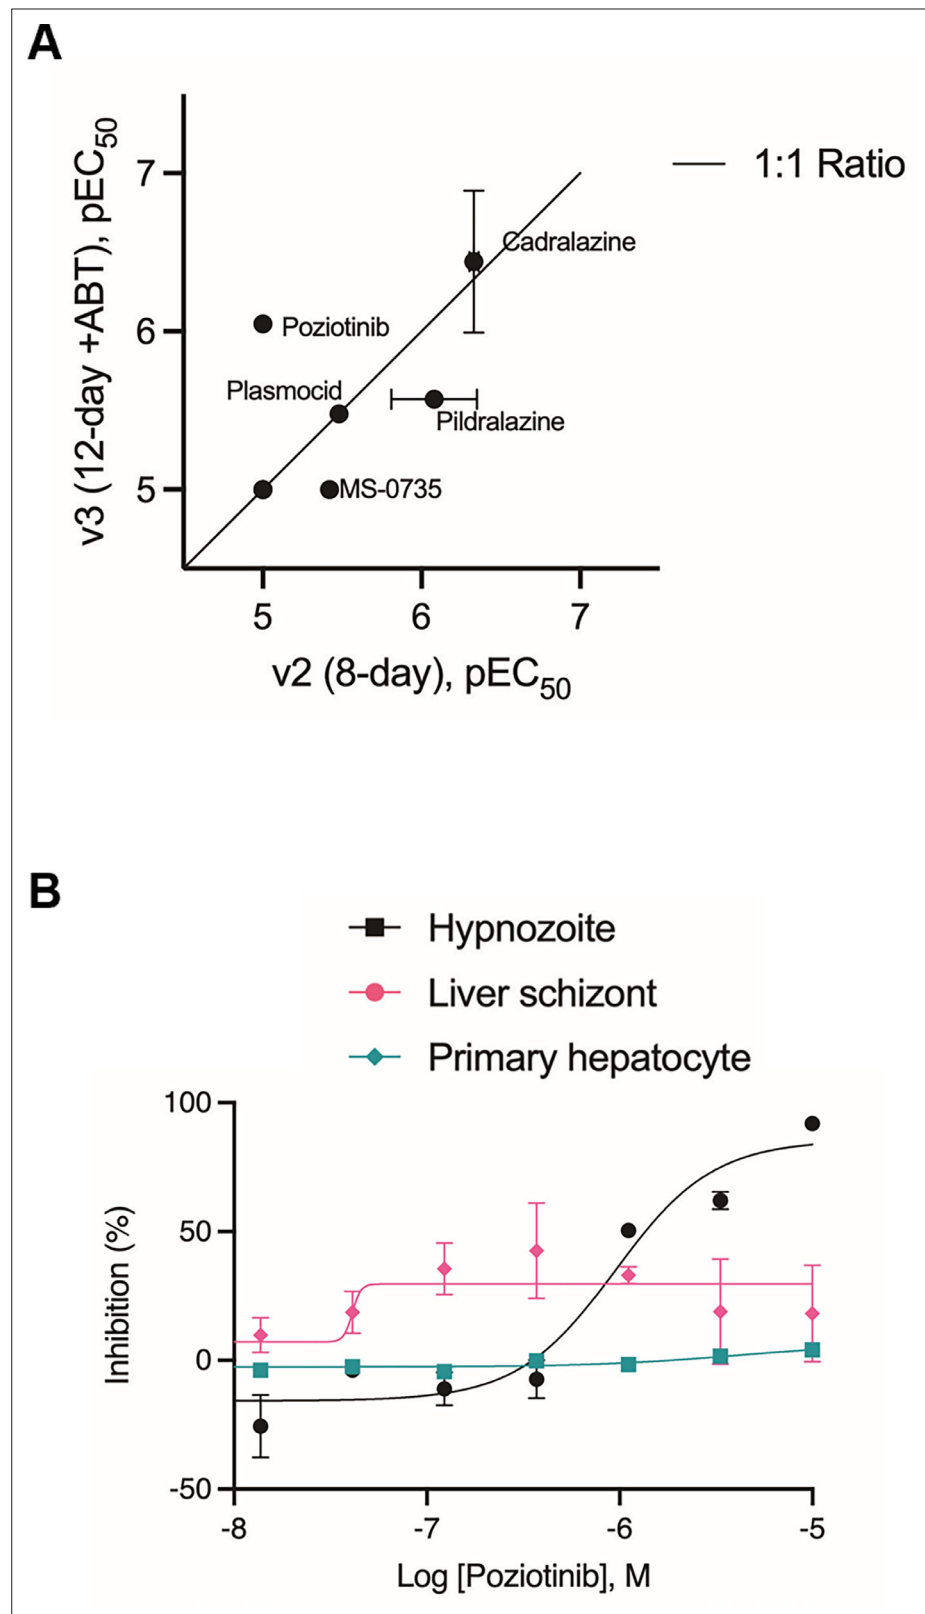 A
v3 (12-day +ABT), pEC50
7
6
5
1:1 Ratio
Cadralazine
Poziotinib
Plasmocid
Pildralazine
MS-0735
5 6 7
v2 (8-day), pEC50
B
Hypnozoite
Liver schizont
Primary hepatocyte
Inhibition (%)
100
50
0
-50
-8 -7 -6 -5
Log [Poziotinib], M